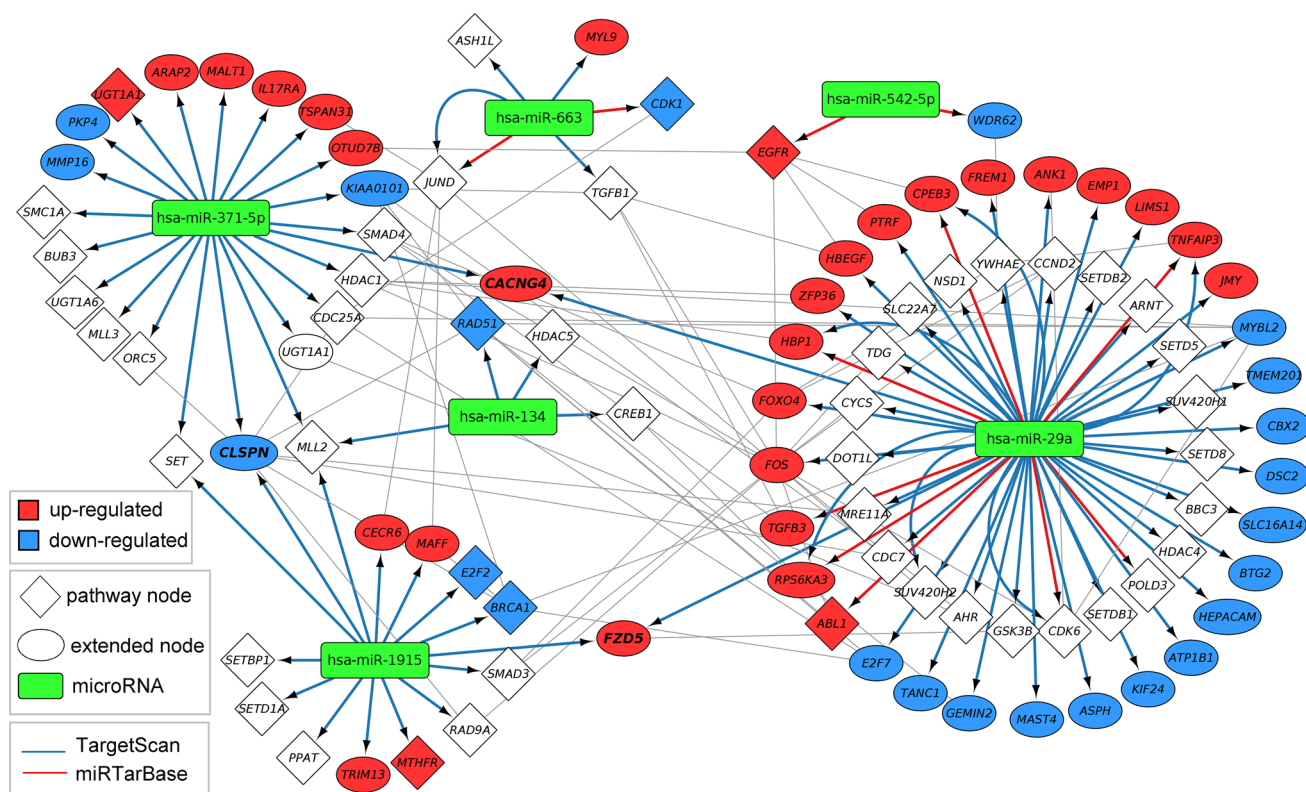 ASH1L
MYL9
UGT1A1
ARAP2
MALT1
IL17RA
TSPAN31
OTUD7B
PKP4
MMP16
KIAA0101
hsa-miR-663
CDK1
hsa-miR-542-5p
WDR62
EGFR
JUND
TGFB1
SMC1A
hsa-miR-371-5p
SMAD4
BUB3
HDAC1
UGT1A6
CDC25A
MLL3
ORC5
UGT1A1
CACNG4
RAD51
HDAC5
CPEB3
FREM1
ANK1
EMP1
LIMS1
TNFAIP3
PTRF
HBEGF
YWHAE
CCND2
SETDB2
NSD1
JMY
ZFP36
SLC22A7
ARNT
MYBL2
HBP1
TDG
SETD5
TMEM201
FOXO4
CYCS
SUV420H1
hsa-miR-134
CREB1
hsa-miR-29a
CBX2
SET
CLSPN
MLL2
FOS
DOT1L
SETD8
DSC2
up-regulated
down-regulated
CECR6
MAFF
TGFB3
MRE11A
BBC3
SLC16A14
E2F2
CDC7
HDAC4
pathway node
BRCA1
RPS6KA3
SUV420H2
POLD3
BTG2
extended node
ABL1
AHR
GSK3B
CDK6
SETDB1
HEPACAM
microRNA
FZD5
SETBP1
hsa-miR-1915
SMAD3
E2F7
ATP1B1
SETD1A
TANC1
KIF24
RAD9A
GEMIN2
MAST4
ASPH
TargetScan
miRTarBase
PPAT
TRIM13
MTHFR